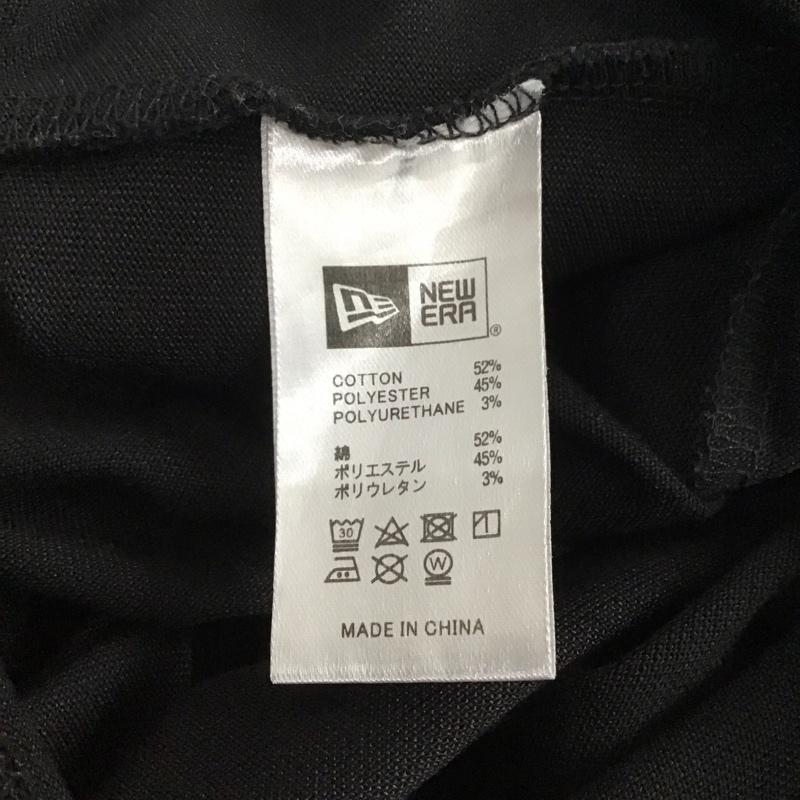 NEW
ERA
®
COTTON 52%
POLYESTER 45%
POLYURETHANE 3%
綿 52%
ポリエステル 45%
ポリウレタン 3%
30
W
MADE IN CHINA